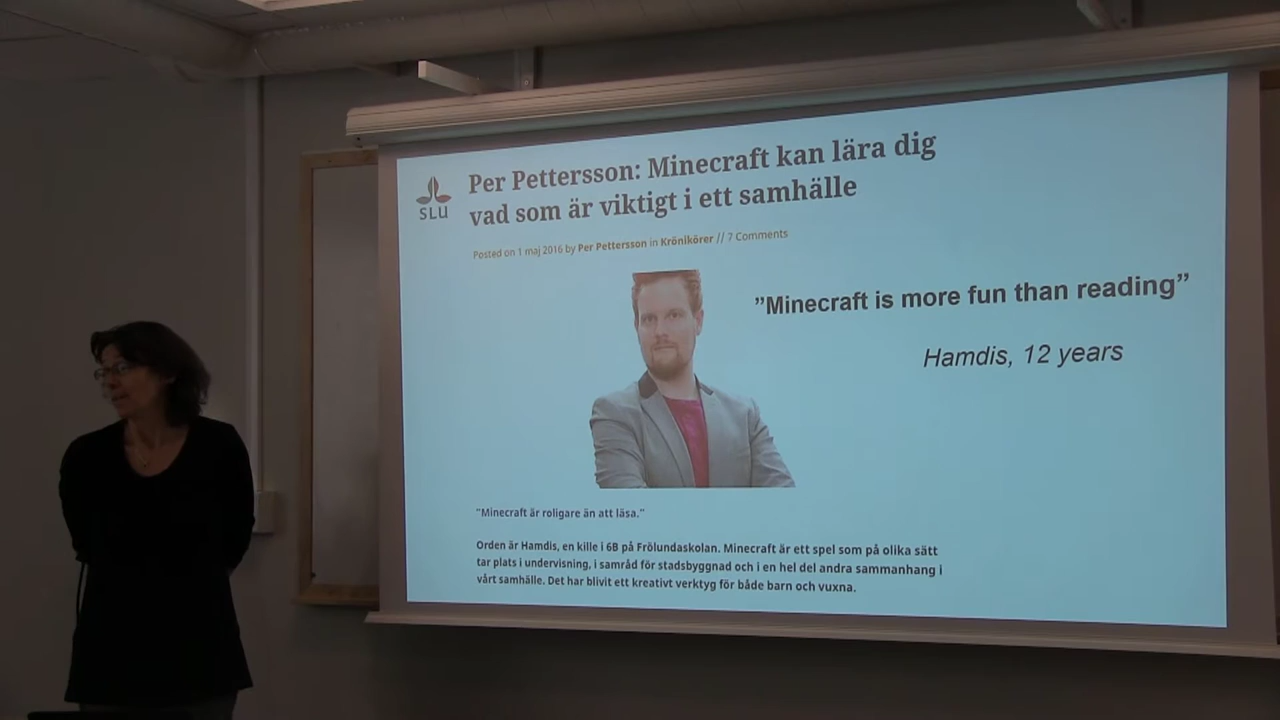 SLU
Per Pettersson: Minecraft kan lära dig
vad som är viktigt i ett samhälle
Posted on 1 maj 2016 by Per Pettersson in Krönikörer // 7 Comments
”Minecraft is more fun than reading”
Hamdis, 12 years
"Minecraft är roligare än att läsa."
Orden är Hamdis, en kille i 6B på Frölundaskolan. Minecraft är ett spel som på olika sätt
tar plats i undervisning, i samråd för stadsbyggnad och i en hel del andra sammanhang i
vårt samhälle. Det har blivit ett kreativt verktyg för både barn och vuxna.